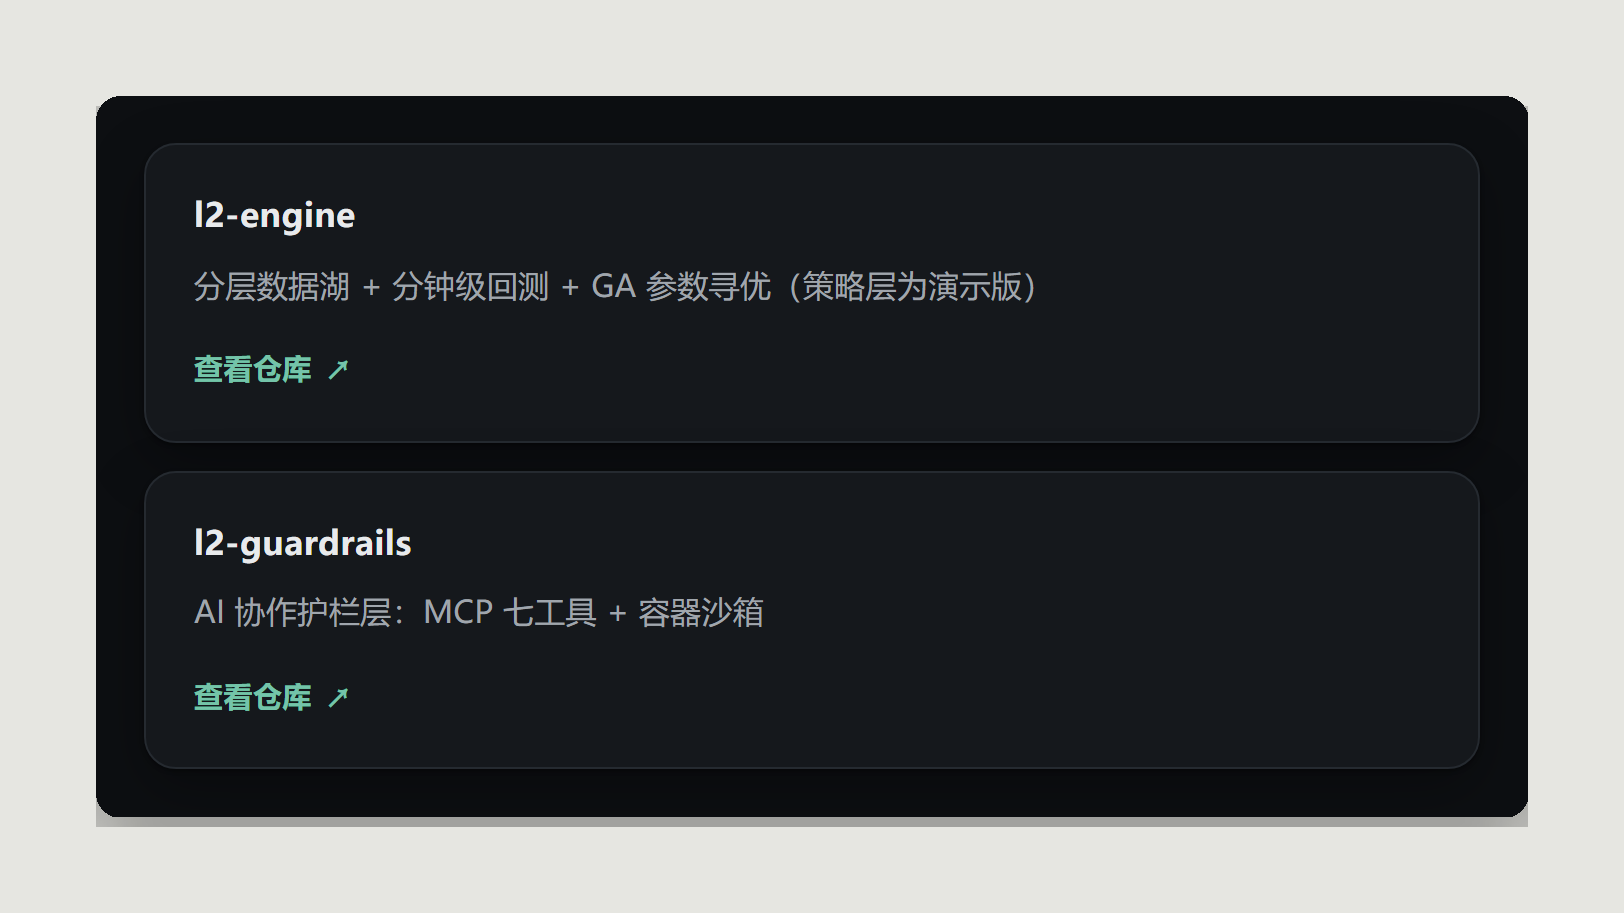 l2-engine
分层数据湖 + 分钟级回测 + GA 参数寻优（策略层为演示版）
查看仓库 ↗
l2-guardrails
AI 协作护栏层：MCP 七工具 + 容器沙箱
查看仓库 ↗